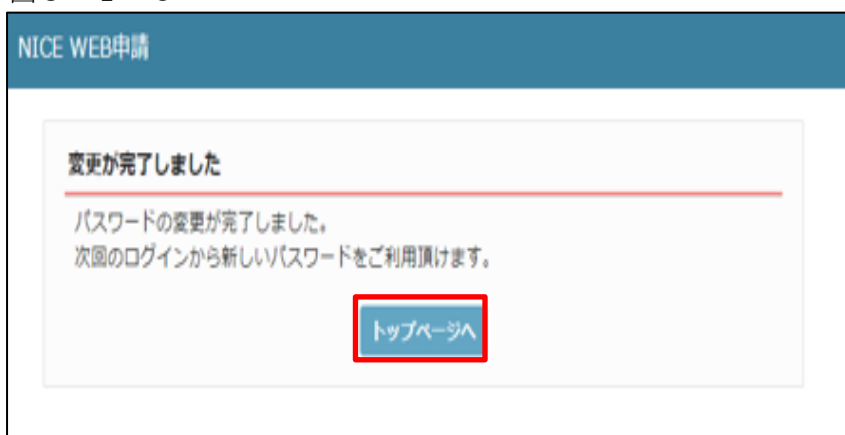 NICE WEB申請
変更が完了しました
パスワードの変更が完了しました。
次回のログインから新しいパスワードをご利用頂けます。
トップページへ